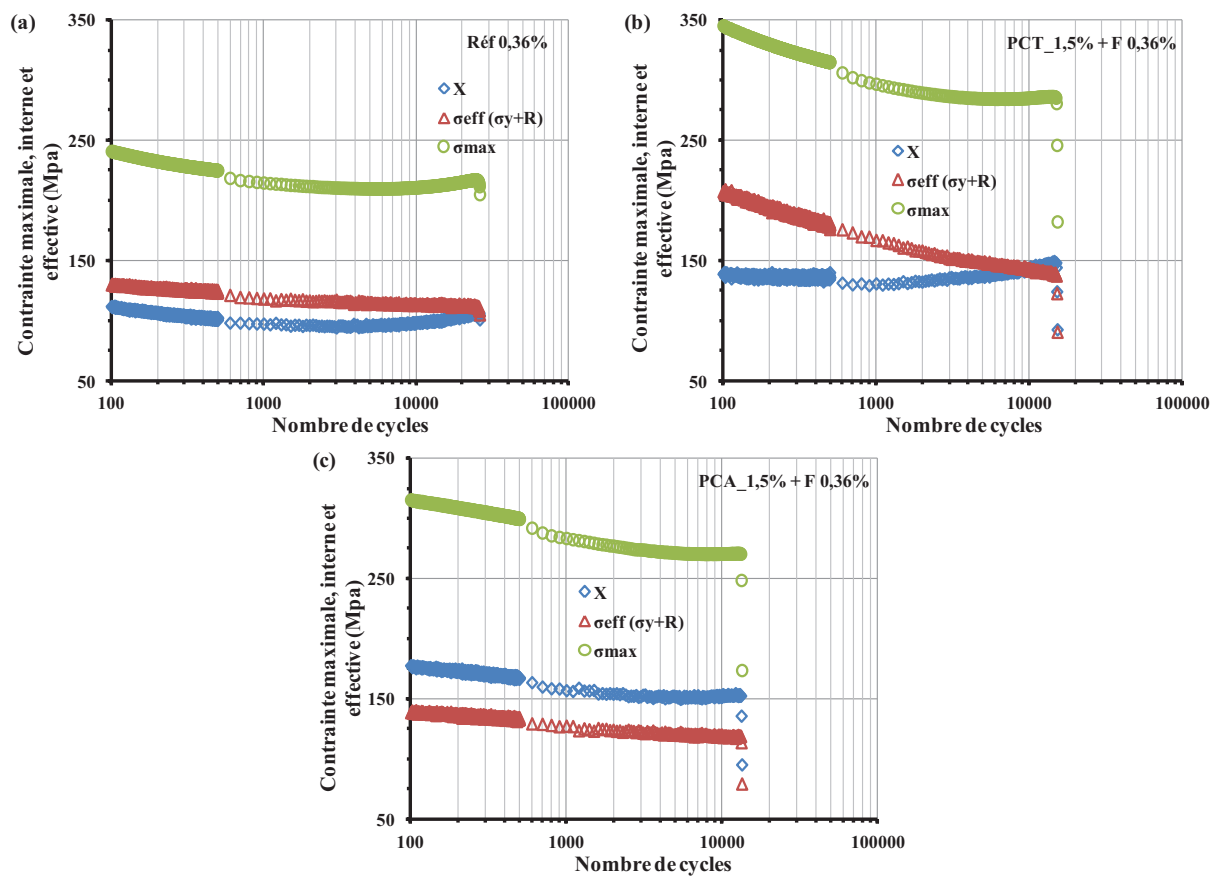 (a)
350
250
150
50
Contrainte maximale, interne et
effective (Mpa)
Réf 0,36%
X
σeff (σy+R)
σmax
100
1000
10000
100000
Nombre de cycles
(b)
350
250
150
50
Contrainte maximale, interne et
effective (Mpa)
PCT_1,5% + F 0,36%
X
σeff (σy+R)
σmax
100
1000
10000
100000
Nombre de cycles
(c)
350
250
150
50
Contrainte maximale, interne et
effective (Mpa)
PCA_1,5% + F 0,36%
X
σeff (σy+R)
σmax
100
1000
10000
100000
Nombre de cycles